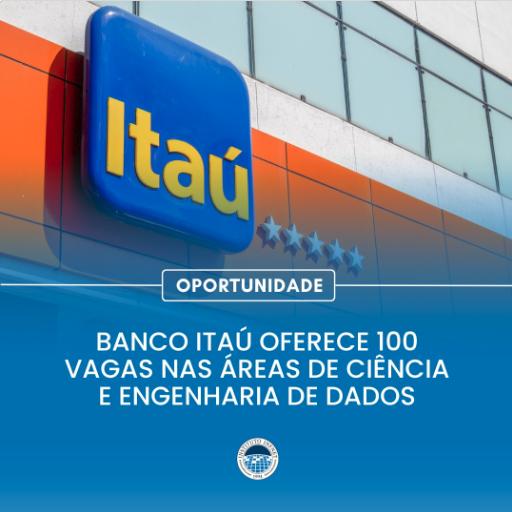 Itaú
OPORTUNIDADE
BANCO ITAÚ OFERECE 100
VAGAS NAS ÁREAS DE CIÊNCIA
E ENGENHARIA DE DADOS